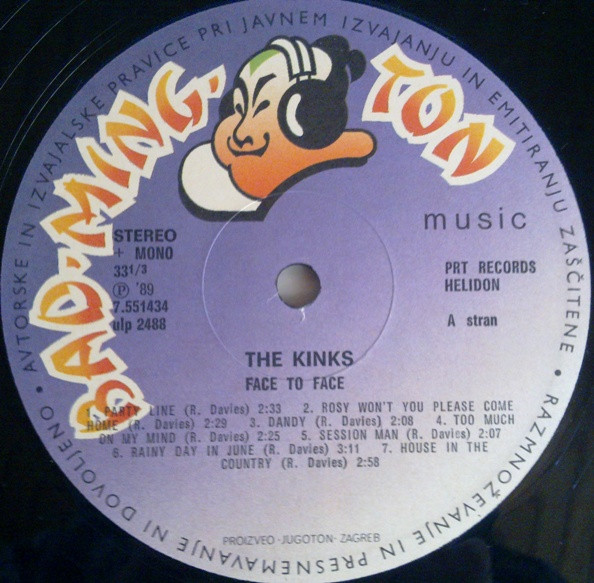 AVTORSKE IN IZVAJALSKE PRAVICE PRI JAVNEM IZVAJANJU IN EMITIRANJU ZAŠČITENE • RAZMNOŽEVANJE IN PRESNEMAVANJE NI DOVOLJENO •
BAD·MING·TON
music
STEREO
+ MONO
33 1/3
Ⓟ '89
7.551434
ulp 2488
PRT RECORDS
HELIDON
A stran
THE KINKS
FACE TO FACE
1. PARTY LINE (R. Davies) 2:33 2. ROSY WON'T YOU PLEASE COME
HOME (R. Davies) 2:29 3. DANDY (R. Davies) 2:08 4. TOO MUCH
ON MY MIND (R. Davies) 2:25 5. SESSION MAN (R. Davies) 2:07
6. RAINY DAY IN JUNE (R. Davies) 3:11 7. HOUSE IN THE
COUNTRY (R. Davies) 2:58
PROIZVEO - JUGOTON - ZAGREB